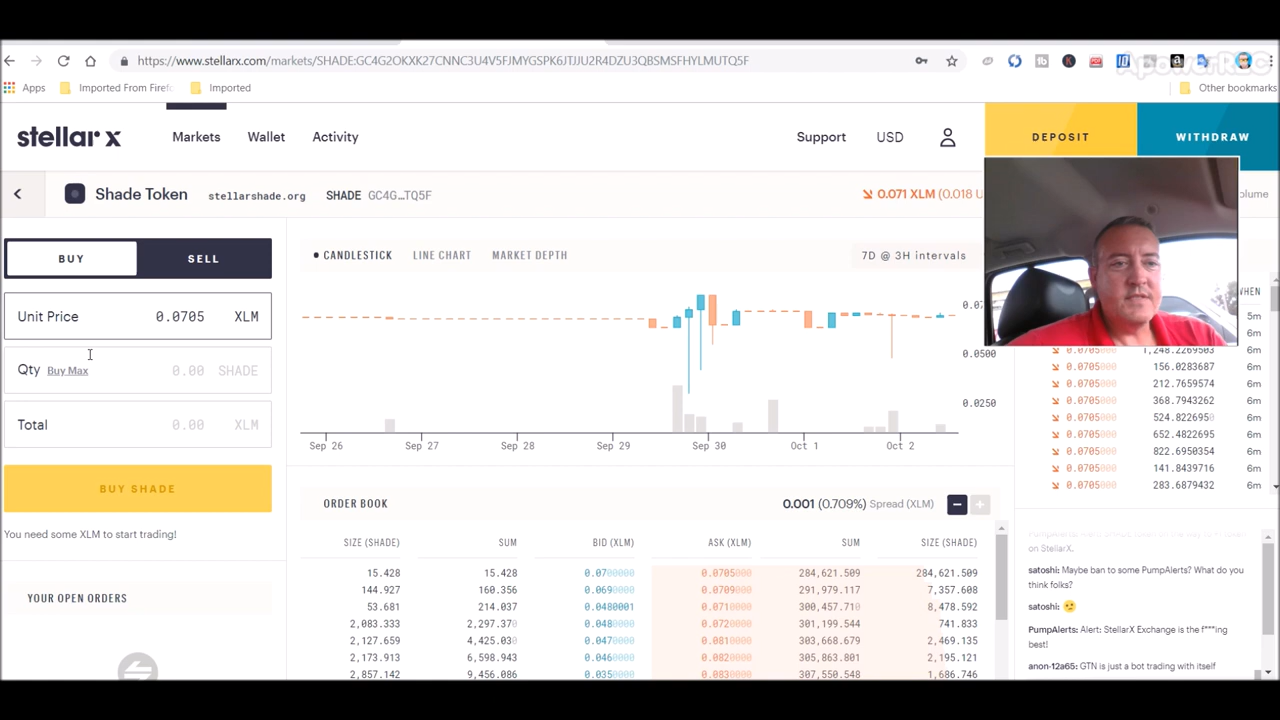 https://www.stellarx.com/markets/SHADE:GC4G2OKXK27CNNC3U4V5FJMYGSPK6JTJJU2R4DZU3QBSMSFHYLMUTQ5F
ApowerREC
Apps Imported From Firef Imported Other bookmarks
stellar x Markets Wallet Activity Support USD DEPOSIT WITHDRAW
Shade Token stellarshade.org SHADE GC4G...TQ5F 0.071 XLM (0.018 U olume
BUY SELL
• CANDLESTICK LINE CHART MARKET DEPTH 7D @ 3H intervals
WHEN
Unit Price 0.0705 XLM
Qty Buy Max 0.00 SHADE
Total 0.00 XLM
BUY SHADE
You need some XLM to start trading!
YOUR OPEN ORDERS
0.07
0.0500
0.0250
Sep 26 Sep 27 Sep 28 Sep 29 Sep 30 Oct 1 Oct 2
5m
6m
0.0705000 1,248.2269503 6m
0.0705000 156.0283687 6m
0.0705000 212.7659574 6m
0.0705000 368.7943262 6m
0.0705000 524.8226950 6m
0.0705000 652.4822695 6m
0.0705000 822.6950354 6m
0.0705000 141.8439716 6m
0.0705000 283.6879432 6m
ORDER BOOK 0.001 (0.709%) Spread (XLM)
SIZE (SHADE) SUM BID (XLM) ASK (XLM) SUM SIZE (SHADE)
15.428 15.428 0.0700000 0.0705000 284,621.509 284,621.509
144.927 160.356 0.0690000 0.0709000 291,979.117 7,357.608
53.681 214.037 0.0480001 0.0710000 300,457.710 8,478.592
2,083.333 2,297.370 0.0480000 0.0720000 301,199.544 741.833
2,127.659 4,425.030 0.0470000 0.0810000 303,668.679 2,469.135
2,173.913 6,598.943 0.0460000 0.0820000 305,863.801 2,195.121
2,857.142 9,456.086 0.0350000 0.0830000 307,550.548 1,686.746
on StellarX.
satoshi: Maybe ban to some PumpAlerts? What do you
think folks?
satoshi:
PumpAlerts: Alert: StellarX Exchange is the f***ing
best!
anon-12a65: GTN is just a bot trading with itself